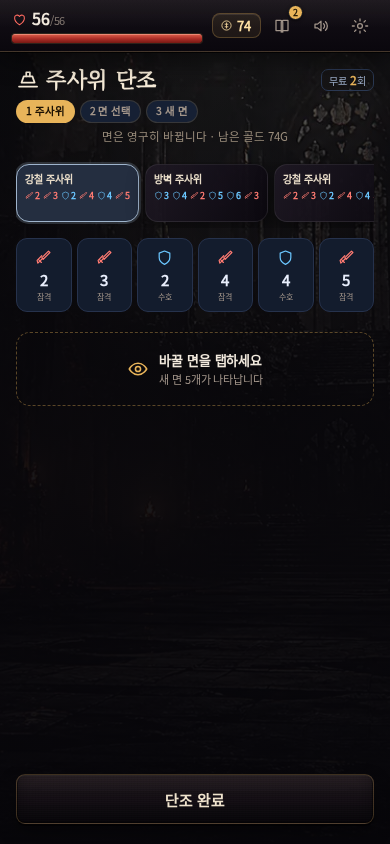 56/56
74
2
주사위 단조
무료 2회
1 주사위 2 면 선택 3 새 면
면은 영구히 바뀝니다 · 남은 골드 74G
강철 주사위 방벽 주사위 강철 주사위
2 3 2 4 4 5 3 4 2 5 6 3 2 3 2 4 4
2 3 2 4 4 5
잠격 잠격 수호 잠격 수호 잠격
바꿀 면을 탭하세요
새 면 5개가 나타납니다
단조 완료